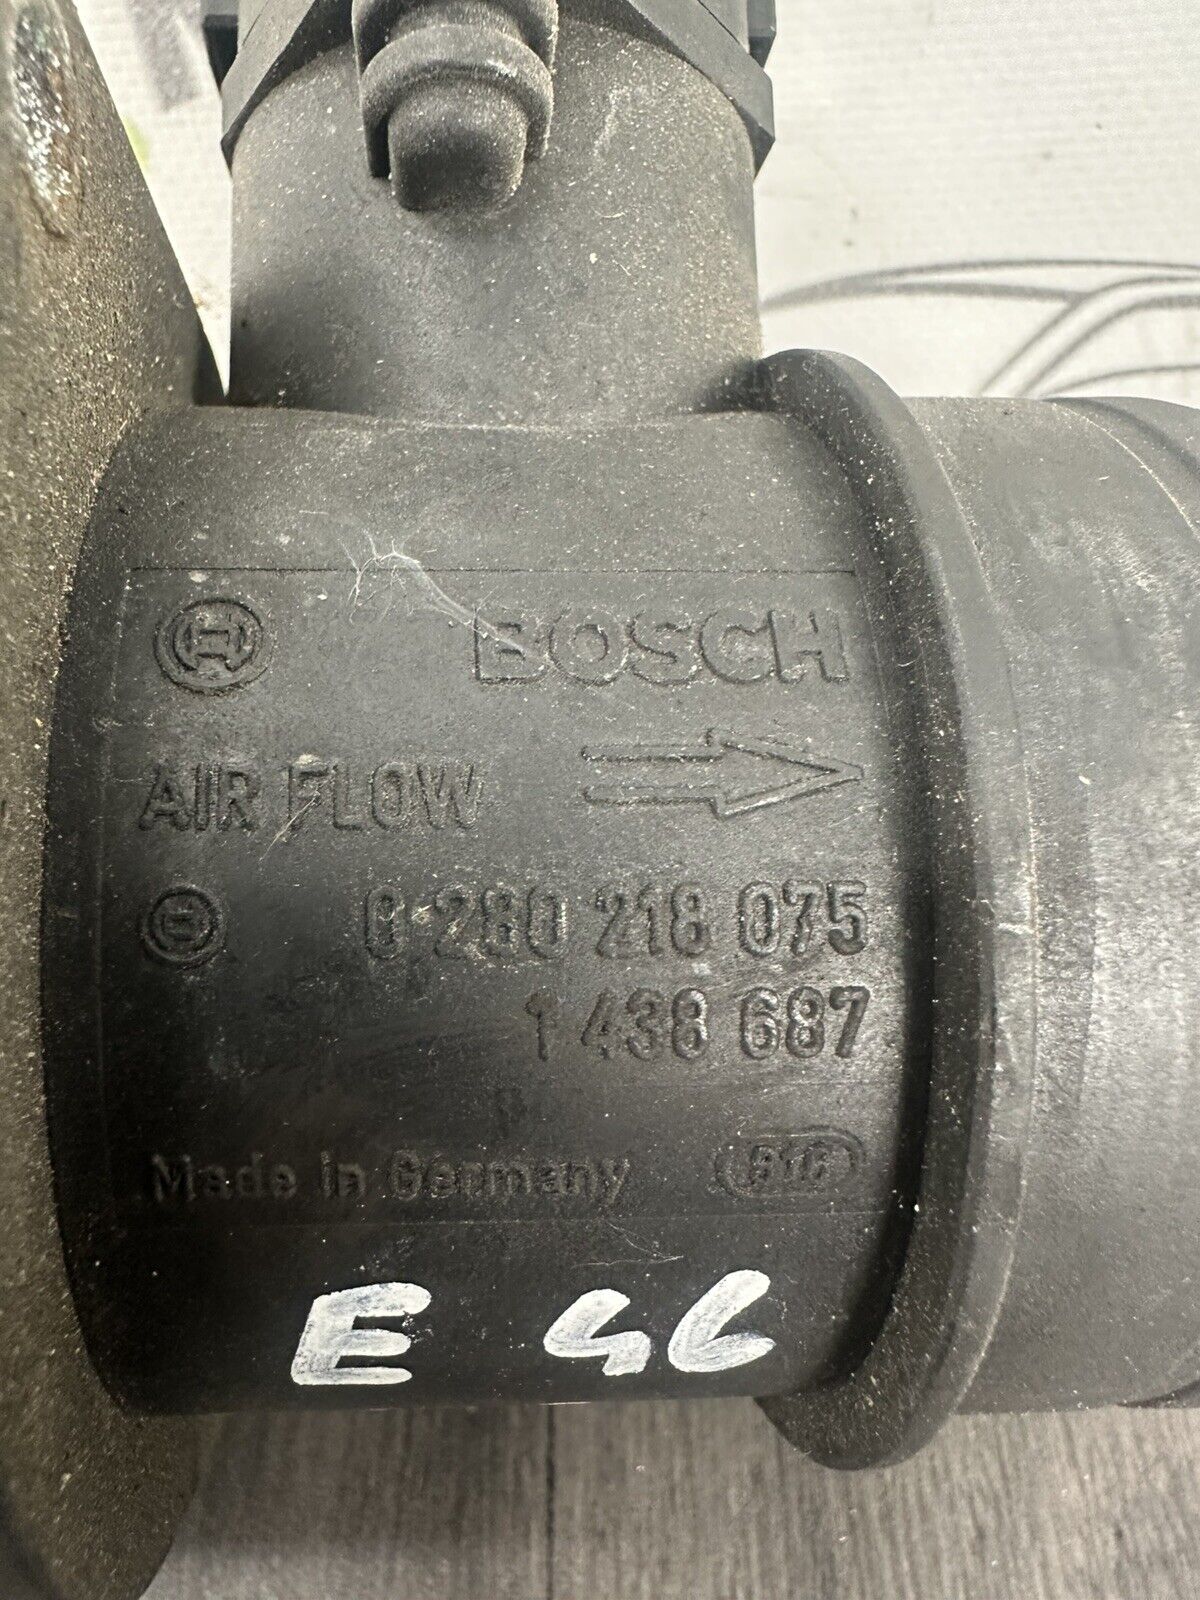 BOSCH
AIR FLOW
0 280 218 075
1 438 687
Made in Germany
E 46